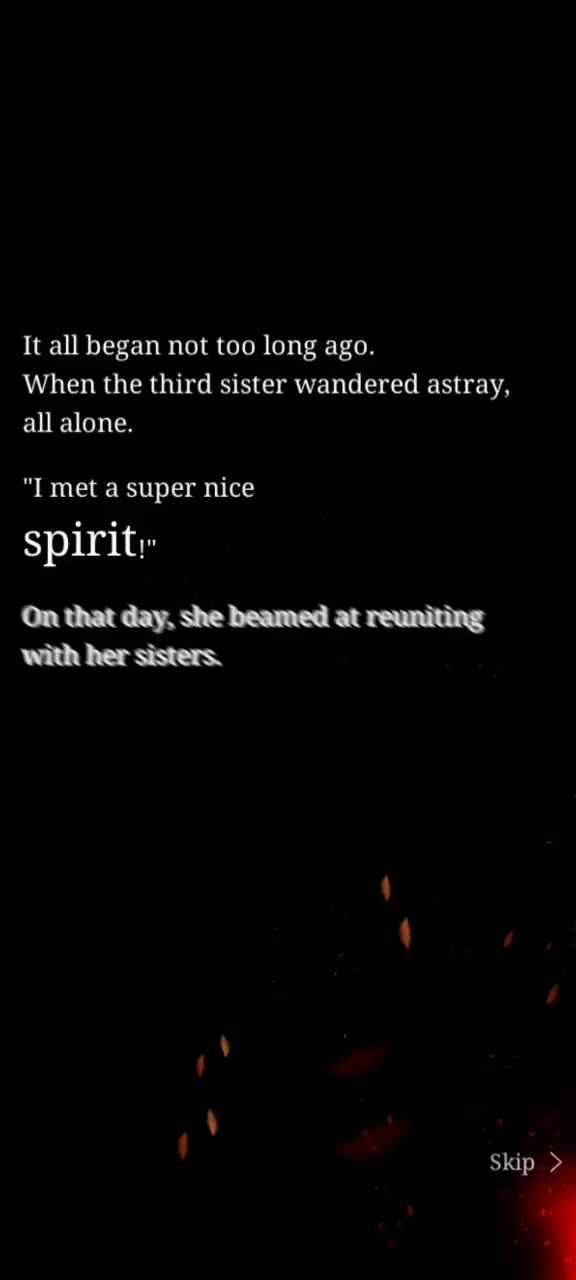 It all began not too long ago.
When the third sister wandered astray,
all alone.
"I met a super nice
spirit!"
On that day, she beamed at reuniting
with her sisters.
Skip